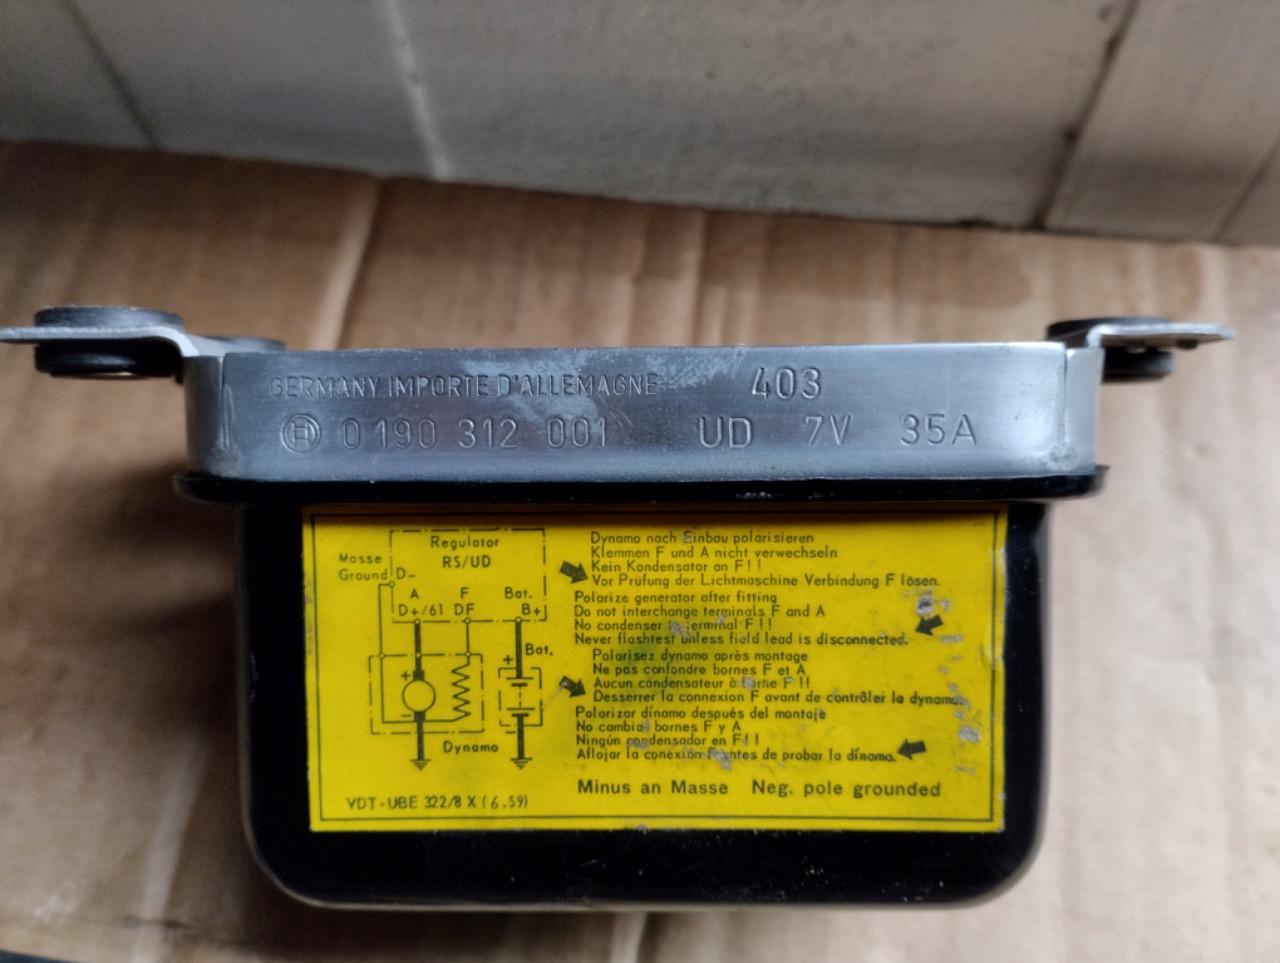 GERMANY IMPORTE D'ALLEMAGNE 403
H 0 190 312 001 UD 7V 35A
Regulator
RS/UD
Masse
Ground D-
A F Bat.
D+/61 DF B+
+ + Bat.
-
Dynamo
VDT-UBE 322/8 X (6.59)
Dynamo nach Einbau polarisieren
Klemmen F und A nicht verwechseln
Kein Kondensator an F!!
Vor Prüfung der Lichtmaschine Verbindung F lösen.
Polarize generator after fitting
Do not interchange terminals F and A
No condenser terminal F!!
Never flashtest unless field lead is disconnected.
Polarisez dynamo après montage
Ne pas confondre bornes F et A
Aucun condensateur à borne F!!
Desserrer la connexion F avant de contrôler la dynamo.
Polarizar dínamo después del montaje
No cambiar bornes F y A
Ningún condensador en F!!
Aflojar la conexión F antes de probar la dínamo.
Minus an Masse Neg. pole grounded